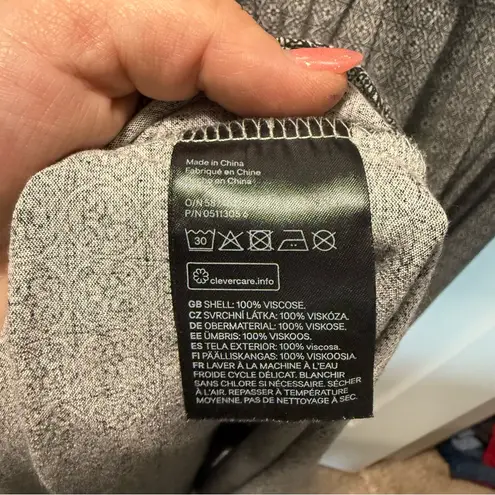 Made in China
Fabriqué en Chine
en China
O/N
P/N 0511305 6
30
clevercare.info
GB SHELL: 100% VISCOSE.
CZ SVRCHNÍ LÁTKA: 100% VISKÓZA.
DE OBERMATERIAL: 100% VISKOSE.
EE ÜMBRIS: 100% VISKOOS.
ES TELA EXTERIOR: 100% viscosa.
FI PÄÄLLISKANGAS: 100% VISKOOSIA
FR LAVER À LA MACHINE À L'EAU
FROIDE CYCLE DÉLICAT. BLANCHIR
SANS CHLORE SI NÉCESSAIRE. SÉCHER
À L'AIR. REPASSER À TEMPÉRATURE
MOYENNE. PAS DE NETTOYAGE À SEC.